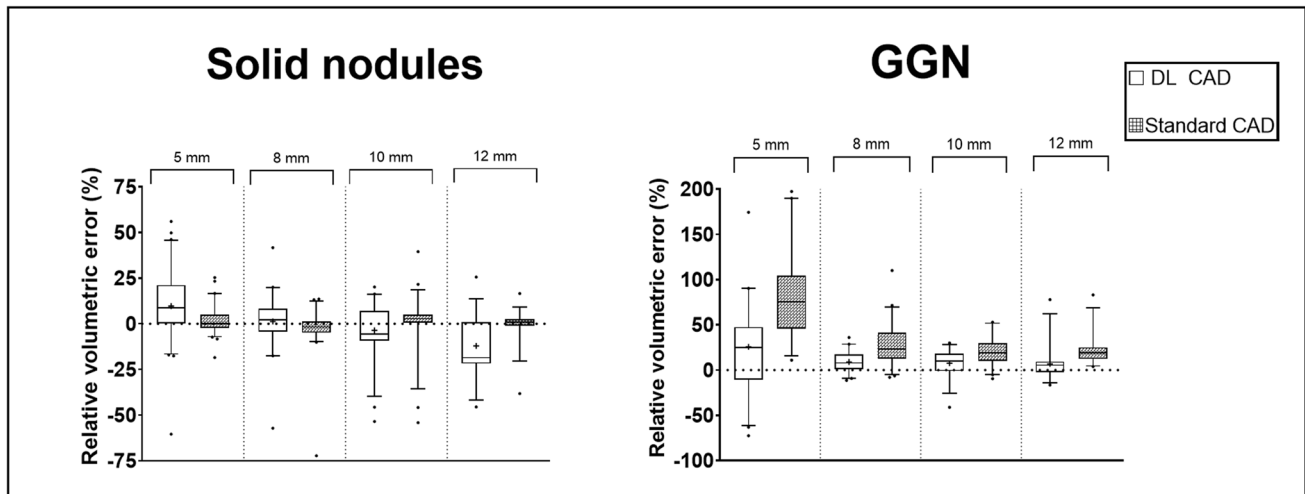 Solid nodules
GGN
DL CAD
Standard CAD
5 mm
8 mm
10 mm
12 mm
Relative volumetric error (%)
75
50
25
0
-25
-50
-75
5 mm
8 mm
10 mm
12 mm
Relative volumetric error (%)
200
150
100
50
0
-50
-100